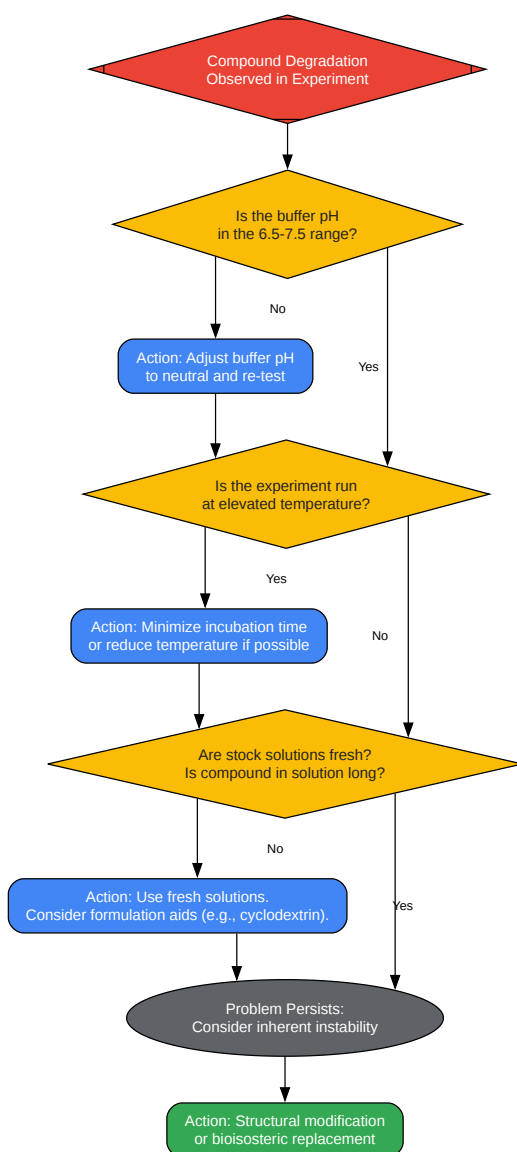 Compound Degradation
Observed in Experiment
Is the buffer pH
in the 6.5-7.5 range?
No
Action: Adjust buffer pH
to neutral and re-test
Yes
Is the experiment run
at elevated temperature?
Yes
Action: Minimize incubation time
or reduce temperature if possible
No
Are stock solutions fresh?
Is compound in solution long?
No
Action: Use fresh solutions.
Consider formulation aids (e.g., cyclodextrin).
Yes
Problem Persists:
Consider inherent instability
Action: Structural modification
or bioisosteric replacement